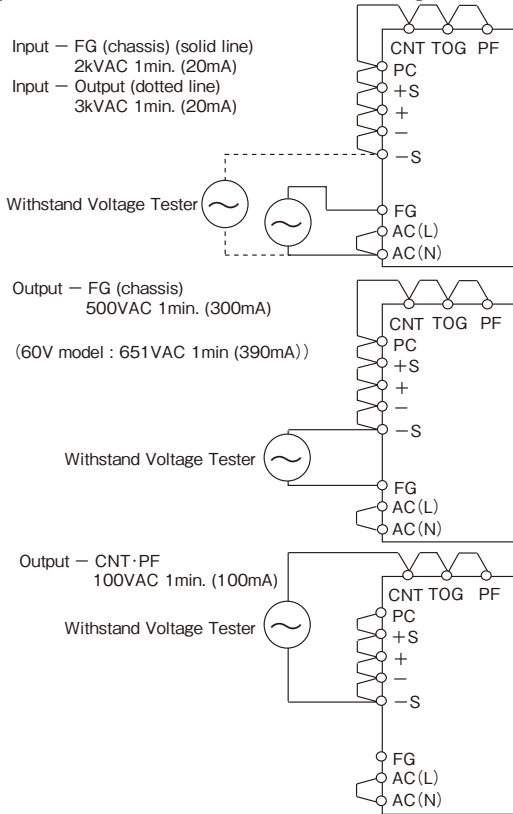 Input − FG (chassis) (solid line)
2kVAC 1min. (20mA)
Input − Output (dotted line)
3kVAC 1min. (20mA)
Withstand Voltage Tester
CNT TOG PF
PC
+S
+
−
−S
FG
AC(L)
AC(N)
Output − FG (chassis)
500VAC 1min. (300mA)
(60V model : 651VAC 1min (390mA))
Withstand Voltage Tester
CNT TOG PF
PC
+S
+
−
−S
FG
AC(L)
AC(N)
Output − CNT·PF
100VAC 1min. (100mA)
Withstand Voltage Tester
CNT TOG PF
PC
+S
+
−
−S
FG
AC(L)
AC(N)